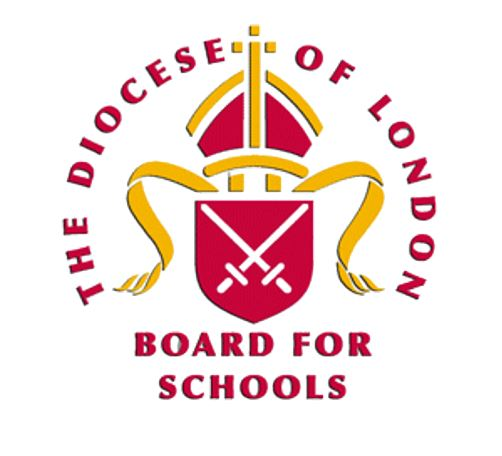 THE DIOCESE OF LONDON
BOARD FOR
SCHOOLS